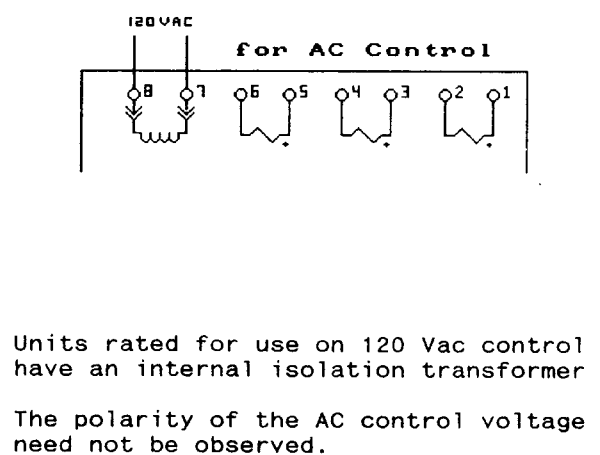 120VAC
for AC Control
8 7 6 5 4 3 2 1
+ + +
Units rated for use on 120 Vac control
have an internal isolation transformer
The polarity of the AC control voltage
need not be observed.